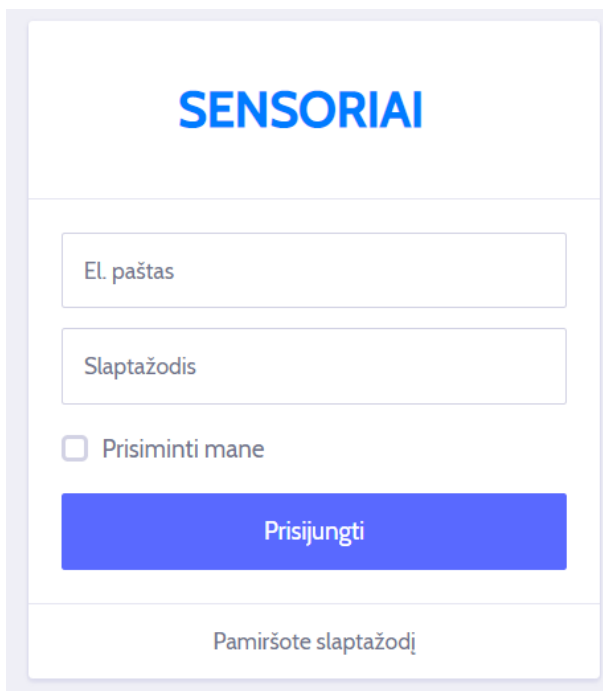 SENSORIAI
El. paštas
Slaptažodis
Prisiminti mane
Prisijungti
Pamiršote slaptažodį